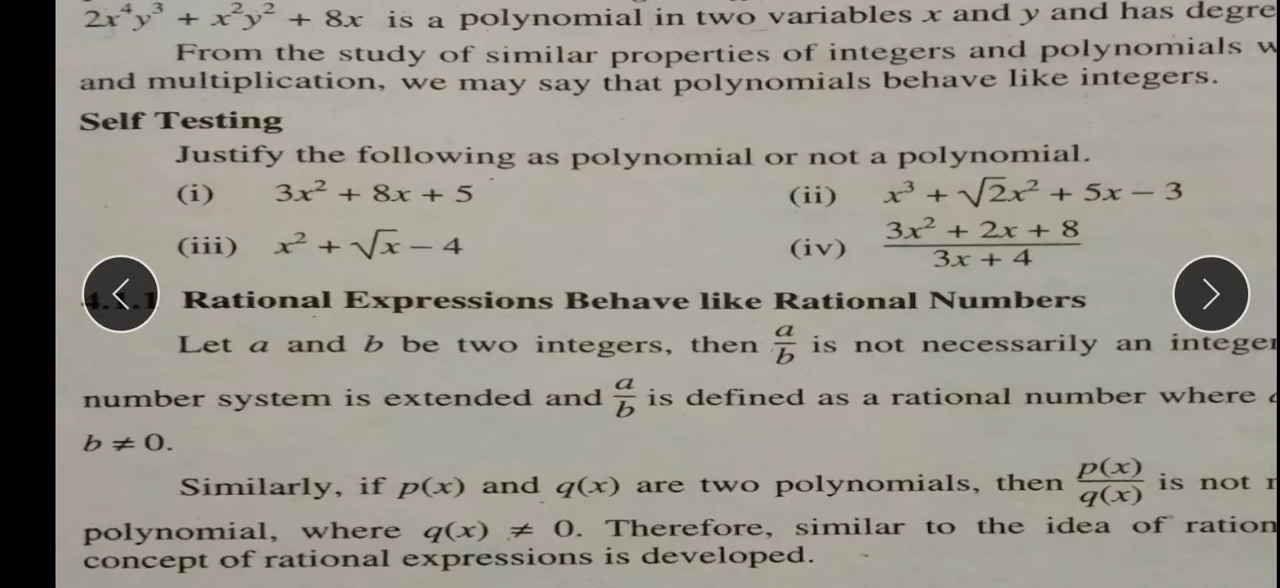 2x⁴y³ + x²y² + 8x is a polynomial in two variables x and y and has degre
From the study of similar properties of integers and polynomials w
and multiplication, we may say that polynomials behave like integers.
Self Testing
Justify the following as polynomial or not a polynomial.
(i) 3x² + 8x + 5 (ii) x³ + √2x² + 5x – 3
(iii) x² + √x – 4 (iv) (3x² + 2x + 8)/(3x + 4)
4.1.1 Rational Expressions Behave like Rational Numbers
Let a and b be two integers, then a/b is not necessarily an integer
number system is extended and a/b is defined as a rational number where
b ≠ 0.
Similarly, if p(x) and q(x) are two polynomials, then p(x)/q(x) is not
polynomial, where q(x) ≠ 0. Therefore, similar to the idea of ration
concept of rational expressions is developed.